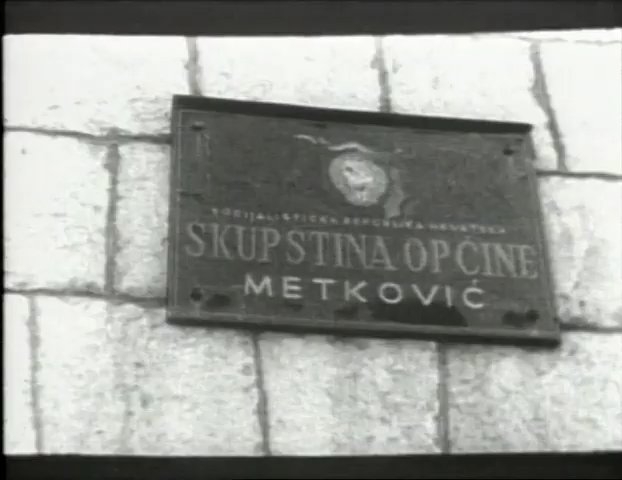 SOCIJALISTIČKA REPUBLIKA HRVATSKA
SKUPŠTINA OPĆINE
METKOVIĆ